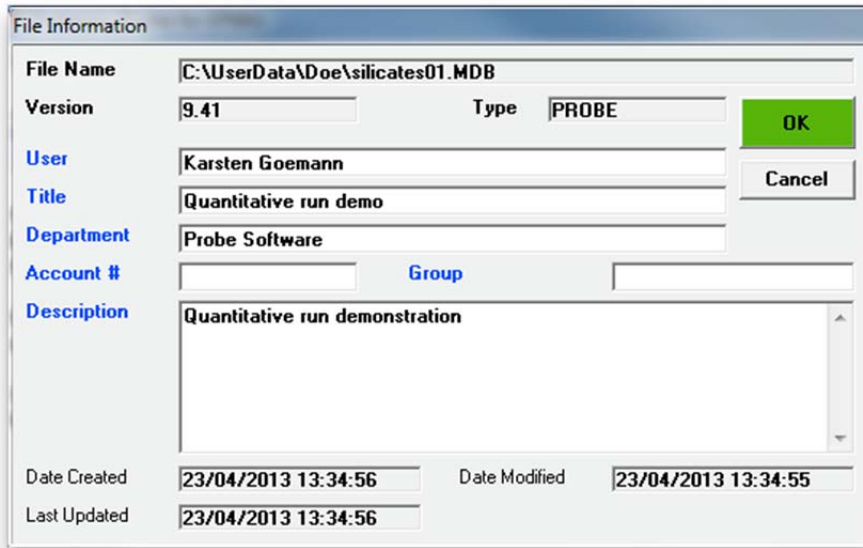 File Information
File Name C:\UserData\Doe\silicates01.MDB
Version 9.41 Type PROBE
OK
User Karsten Goemann
Cancel
Title Quantitative run demo
Department Probe Software
Account # Group
Description Quantitative run demonstration
Date Created 23/04/2013 13:34:56 Date Modified 23/04/2013 13:34:55
Last Updated 23/04/2013 13:34:56